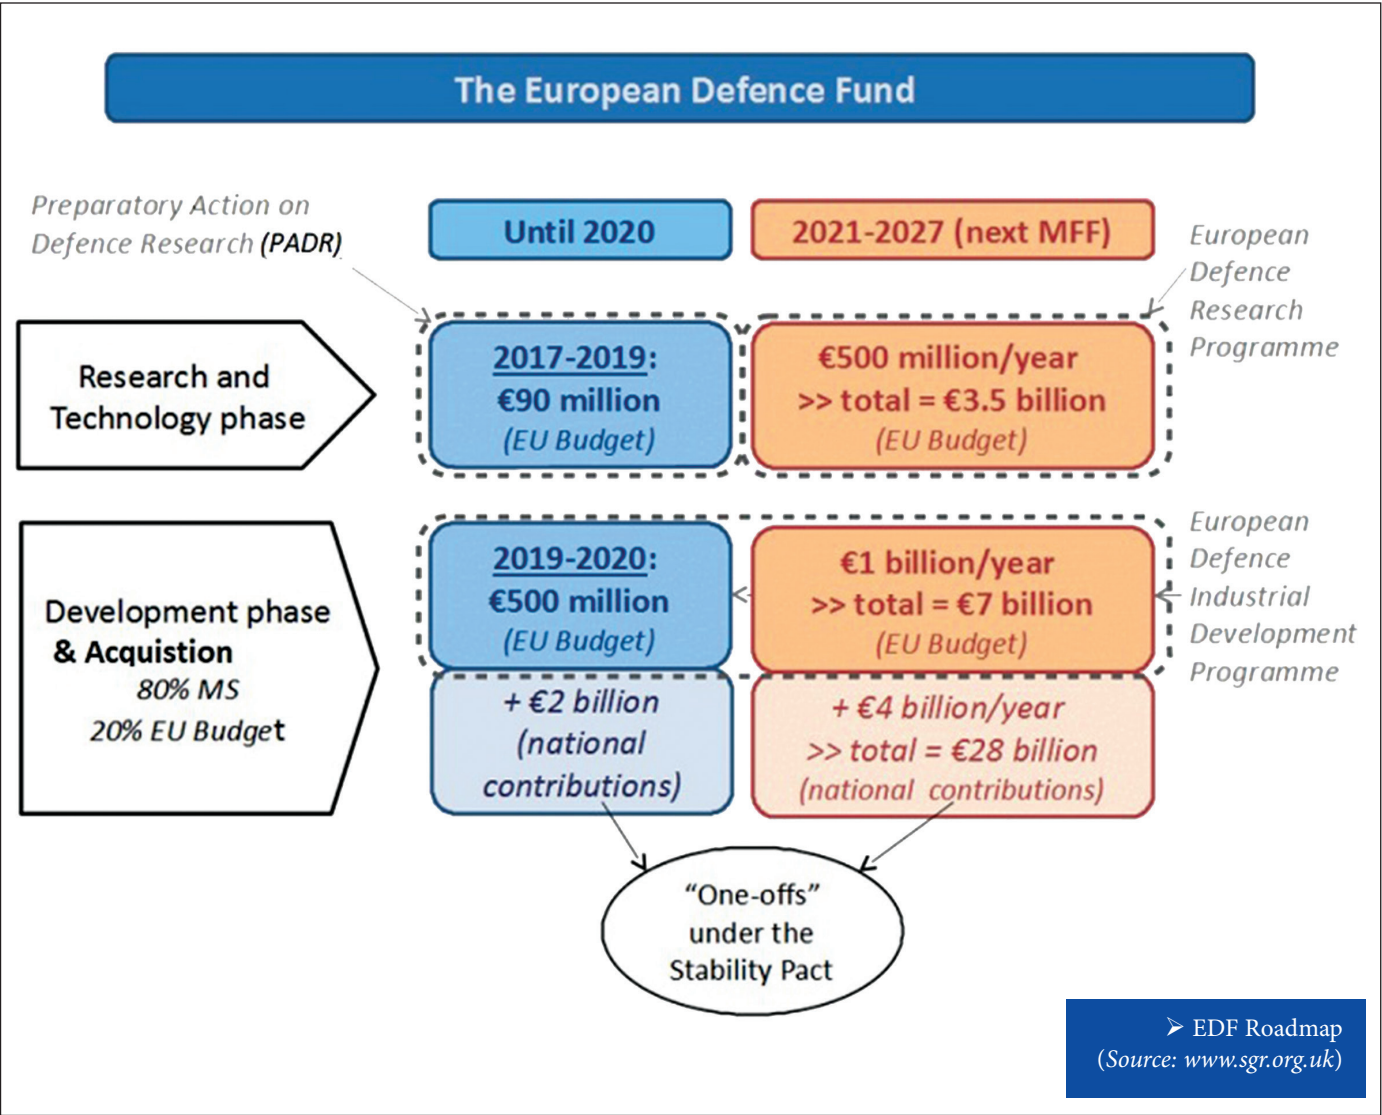 The European Defence Fund
Preparatory Action on
Defence Research (PADR)
Until 2020
2021-2027 (next MFF)
European
Defence
Research
Programme
Research and
Technology phase
2017-2019:
€90 million
(EU Budget)
€500 million/year
>> total = €3.5 billion
(EU Budget)
Development phase
& Acquistion
80% MS
20% EU Budget
2019-2020:
€500 million
(EU Budget)
€1 billion/year
>> total = €7 billion
(EU Budget)
European
Defence
Industrial
Development
Programme
+ €2 billion
(national
contributions)
+ €4 billion/year
>> total = €28 billion
(national contributions)
“One-offs”
under the
Stability Pact
➢ EDF Roadmap
(Source: www.sgr.org.uk)